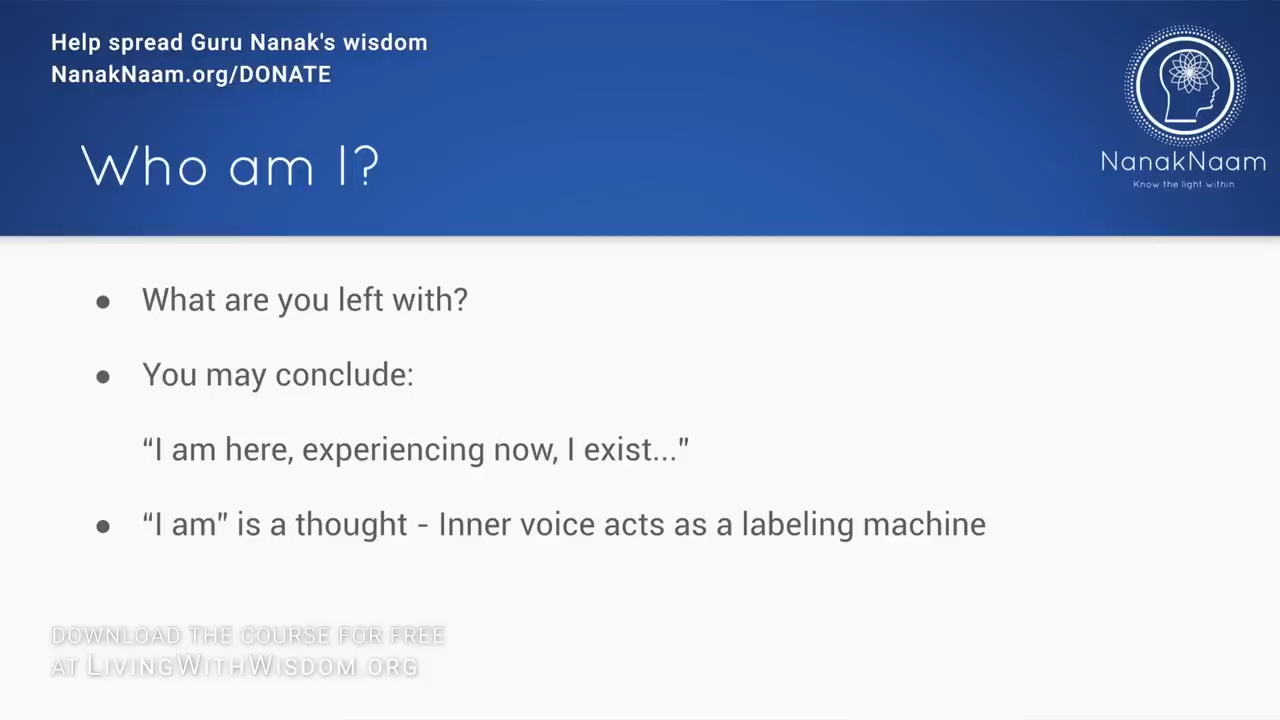 Help spread Guru Nanak's wisdom
NanakNaam.org/DONATE
NanakNaam
Know the light within
Who am I?
● What are you left with?
● You may conclude:
“I am here, experiencing now, I exist...”
● “I am” is a thought - Inner voice acts as a labeling machine
DOWNLOAD THE COURSE FOR FREE
AT LIVINGWITHWISDOM.ORG